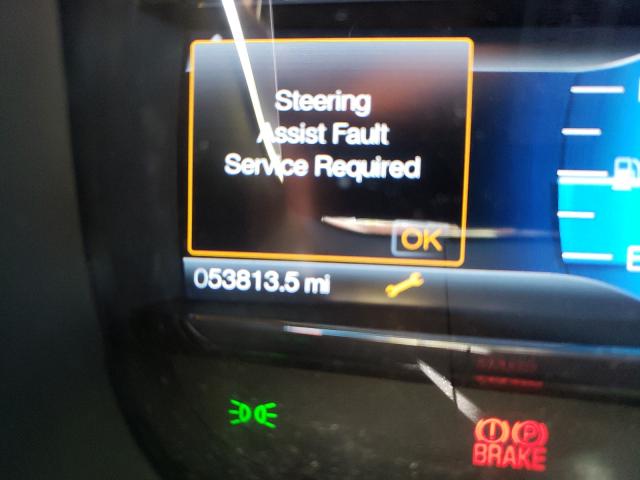 Steering
Assist Fault
Service Required
OK
053813.5 mi
E
(!) (P)
BRAKE